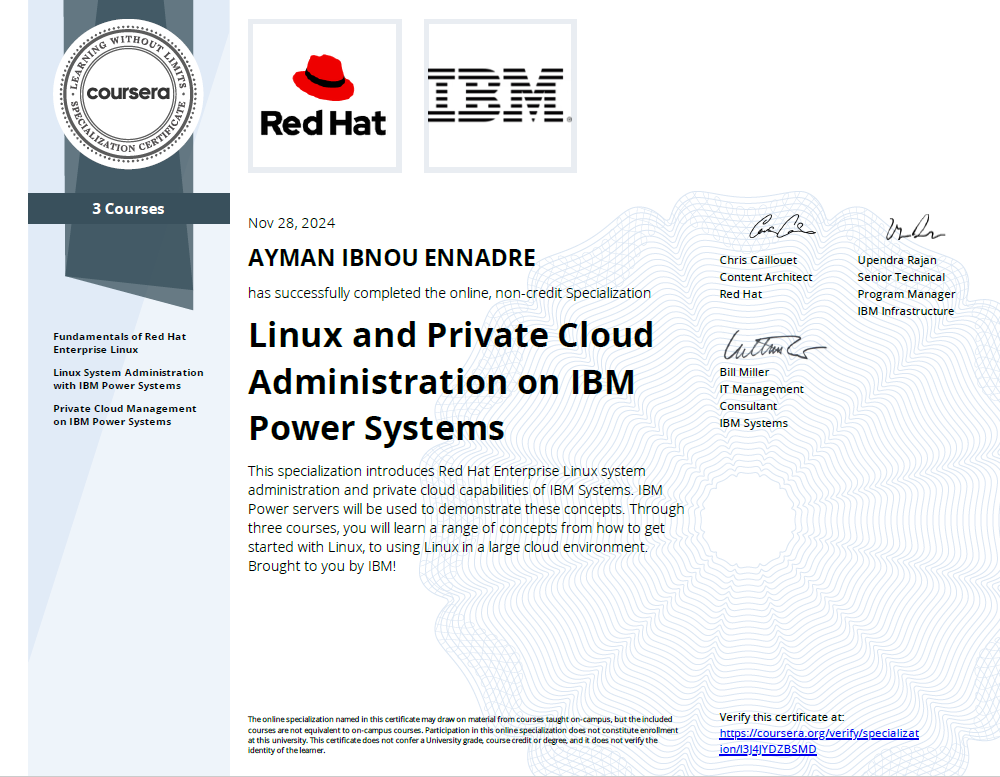 LEARNING WITHOUT LIMITS
coursera
SPECIALIZATION CERTIFICATE
3 Courses
Fundamentals of Red Hat
Enterprise Linux
Linux System Administration
with IBM Power Systems
Private Cloud Management
on IBM Power Systems
Red Hat
IBM
Nov 28, 2024
AYMAN IBNOU ENNADRE
has successfully completed the online, non-credit Specialization
Linux and Private Cloud
Administration on IBM
Power Systems
This specialization introduces Red Hat Enterprise Linux system
administration and private cloud capabilities of IBM Systems. IBM
Power servers will be used to demonstrate these concepts. Through
three courses, you will learn a range of concepts from how to get
started with Linux, to using Linux in a large cloud environment.
Brought to you by IBM!
Chris Caillouet
Content Architect
Red Hat
Upendra Rajan
Senior Technical
Program Manager
IBM Infrastructure
Bill Miller
IT Management
Consultant
IBM Systems
The online specialization named in this certificate may draw on material from courses taught on-campus, but the included
courses are not equivalent to on-campus courses. Participation in this online specialization does not constitute enrollment
at this university. This certificate does not confer a University grade, course credit or degree, and it does not verify the
identity of the learner.
Verify this certificate at:
https://coursera.org/verify/specializat
ion/I3J4JYDZBSMD